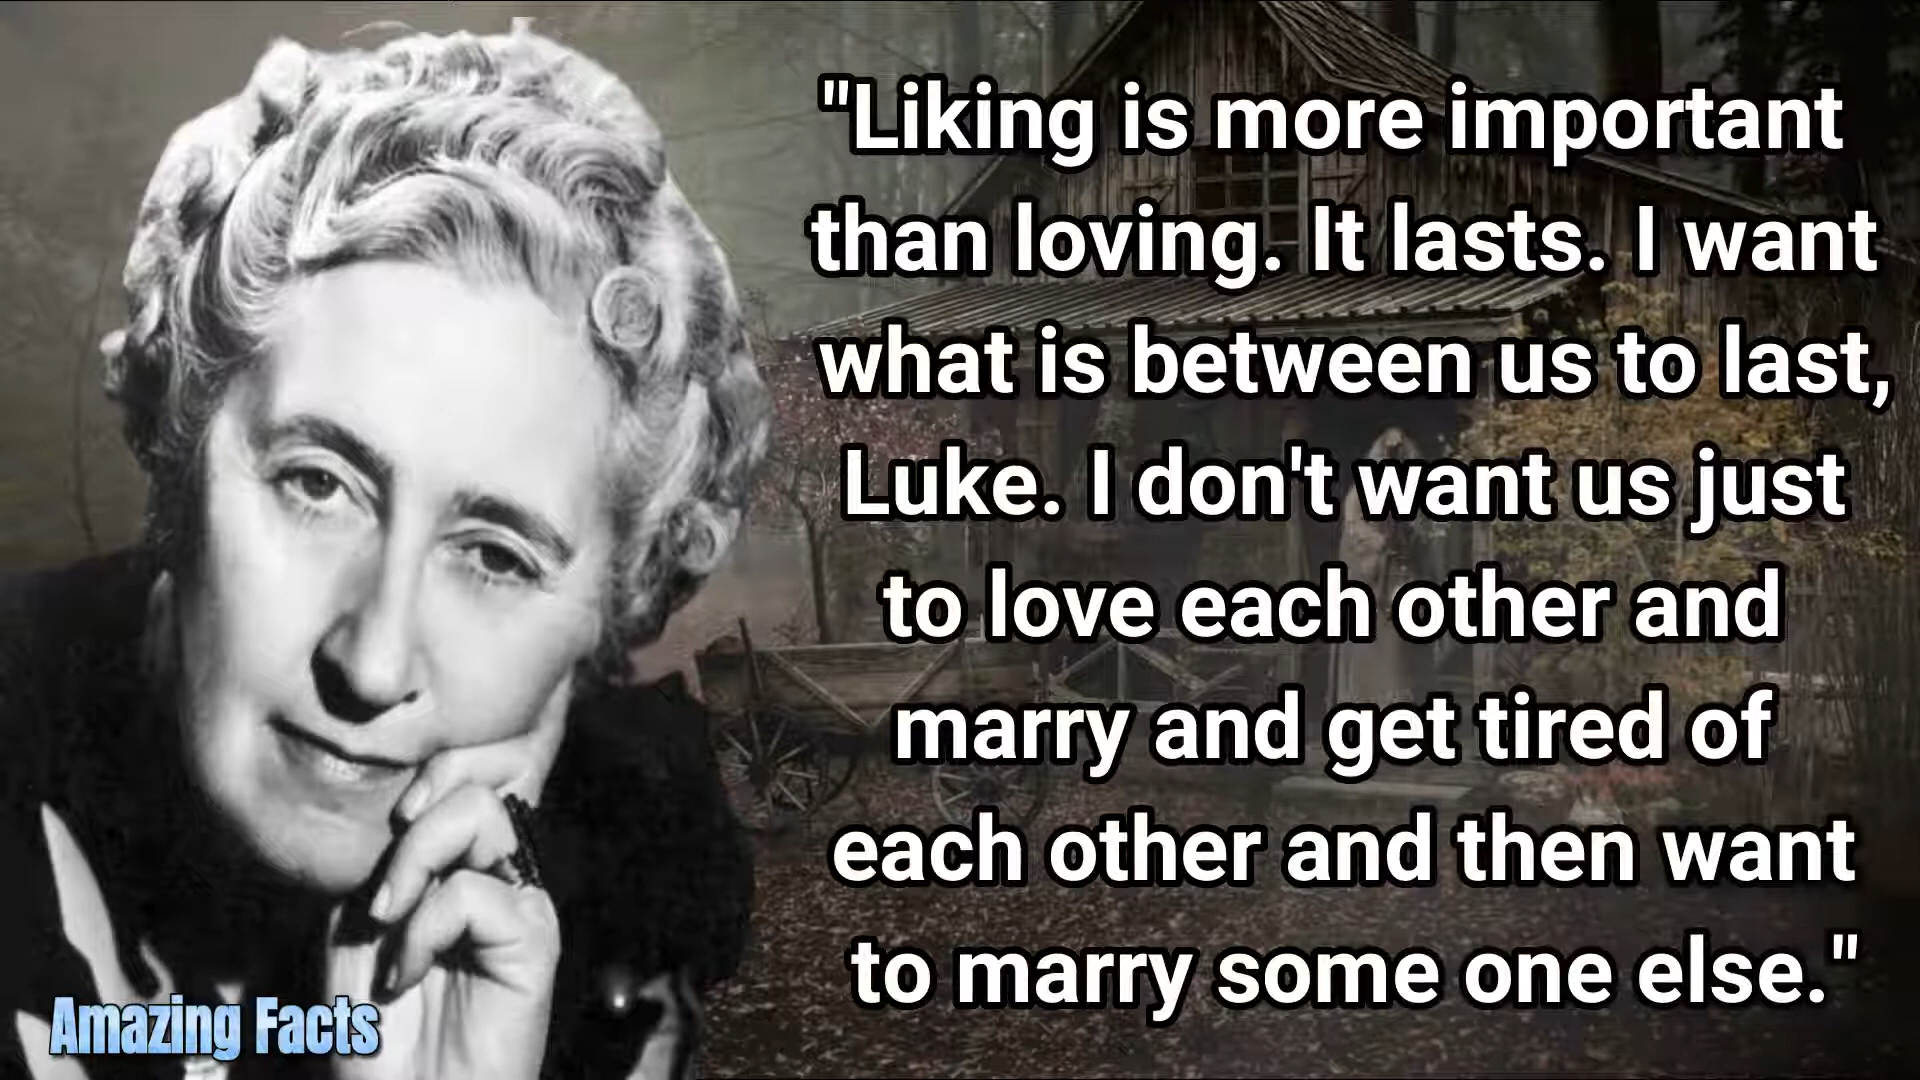 "Liking is more important
than loving. It lasts. I want
what is between us to last,
Luke. I don't want us just
to love each other and
marry and get tired of
each other and then want
to marry some one else."
Amazing Facts